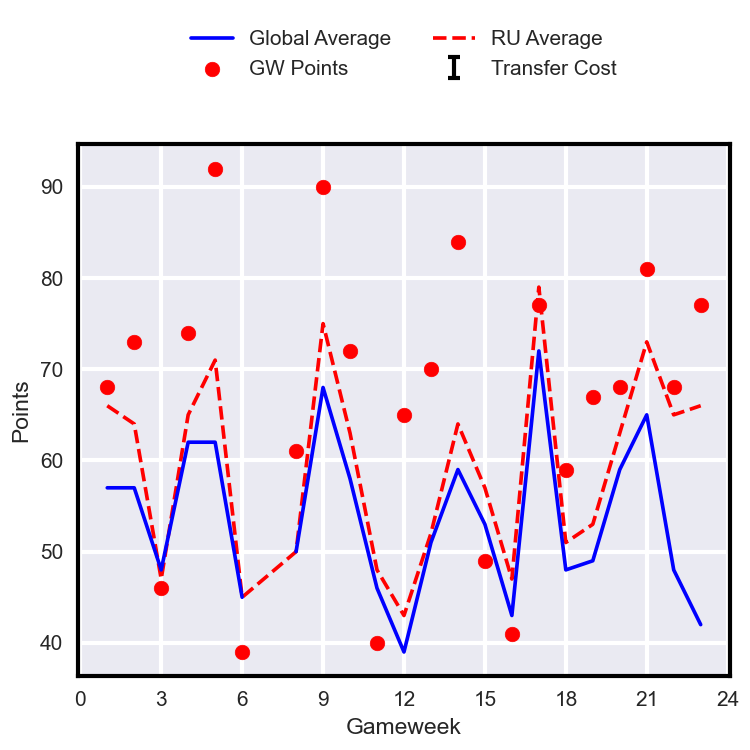 Global Average
RU Average
GW Points
Transfer Cost
90
80
70
60
50
40
Points
0 3 6 9 12 15 18 21 24
Gameweek